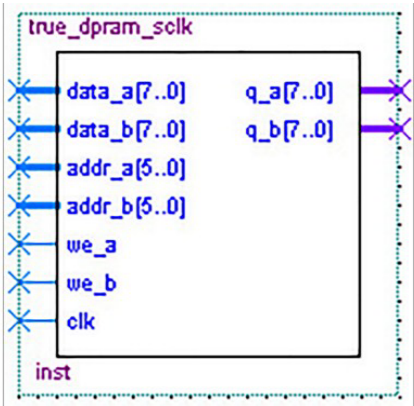 true_dpram_sclk
data_a[7..0] q_a[7..0]
data_b[7..0] q_b[7..0]
addr_a[5..0]
addr_b[5..0]
we_a
we_b
clk
inst